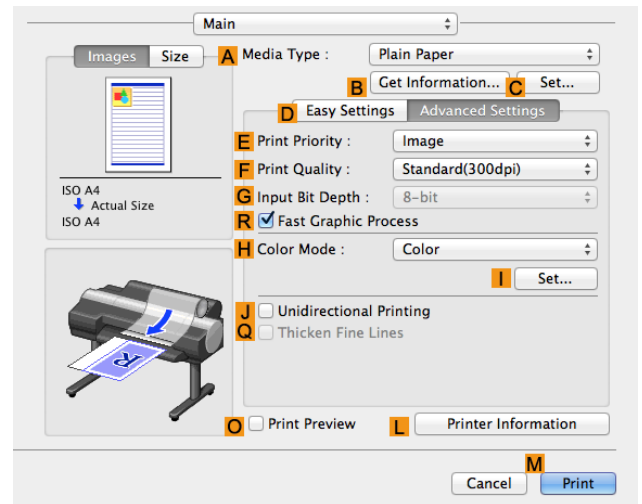 Main
Images Size A Media Type : Plain Paper
B Get Information... C Set...
D Easy Settings Advanced Settings
E Print Priority : Image
F Print Quality : Standard(300dpi)
G Input Bit Depth : 8-bit
R Fast Graphic Process
H Color Mode : Color
I Set...
J Unidirectional Printing
Q Thicken Fine Lines
ISO A4
Actual Size
ISO A4
R
O Print Preview L Printer Information
M
Cancel Print